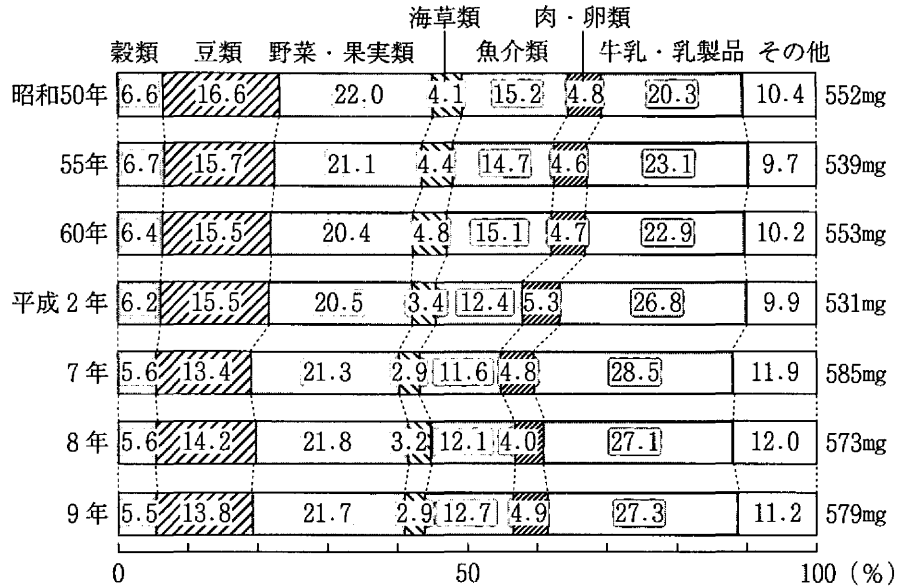 海草類 肉・卵類
穀類 豆類 野菜・果実類 魚介類 牛乳・乳製品 その他
昭和50年 6.6 16.6 22.0 4.1 15.2 4.8 20.3 10.4 552mg
55年 6.7 15.7 21.1 4.4 14.7 4.6 23.1 9.7 539mg
60年 6.4 15.5 20.4 4.8 15.1 4.7 22.9 10.2 553mg
平成2年 6.2 15.5 20.5 3.4 12.4 5.3 26.8 9.9 531mg
7年 5.6 13.4 21.3 2.9 11.6 4.8 28.5 11.9 585mg
8年 5.6 14.2 21.8 3.2 12.1 4.0 27.1 12.0 573mg
9年 5.5 13.8 21.7 2.9 12.7 4.9 27.3 11.2 579mg
0 50 100 (%)